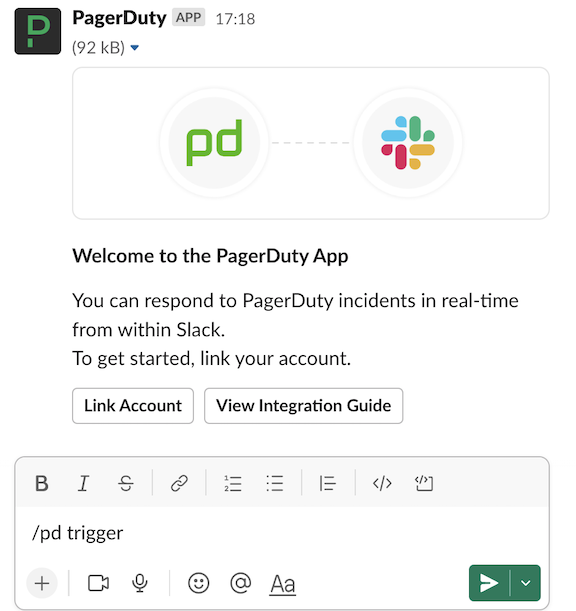 PagerDuty APP 17:18
(92 kB)
pd
Welcome to the PagerDuty App
You can respond to PagerDuty incidents in real-time
from within Slack.
To get started, link your account.
Link Account View Integration Guide
B I S
/pd trigger
@ Aa